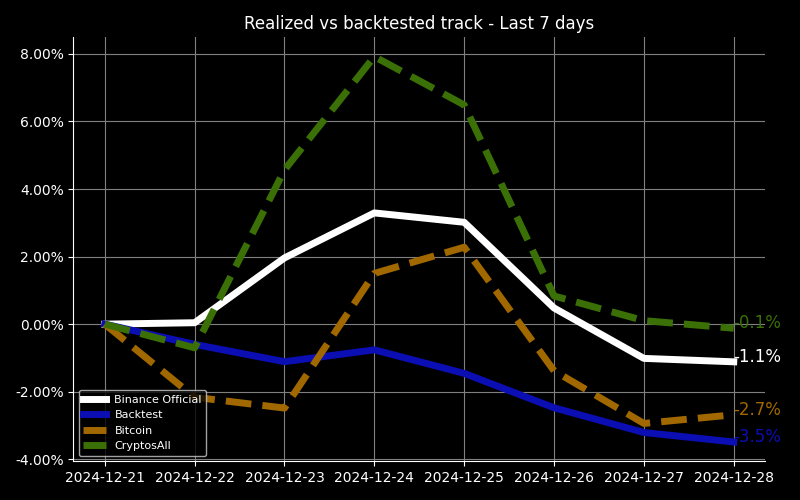 Realized vs backtested track - Last 7 days
8.00%
6.00%
4.00%
2.00%
0.00%
-2.00%
-4.00%
-0.1%
-1.1%
-2.7%
-3.5%
Binance Official
Backtest
Bitcoin
CryptosAll
2024-12-21 2024-12-22 2024-12-23 2024-12-24 2024-12-25 2024-12-26 2024-12-27 2024-12-28